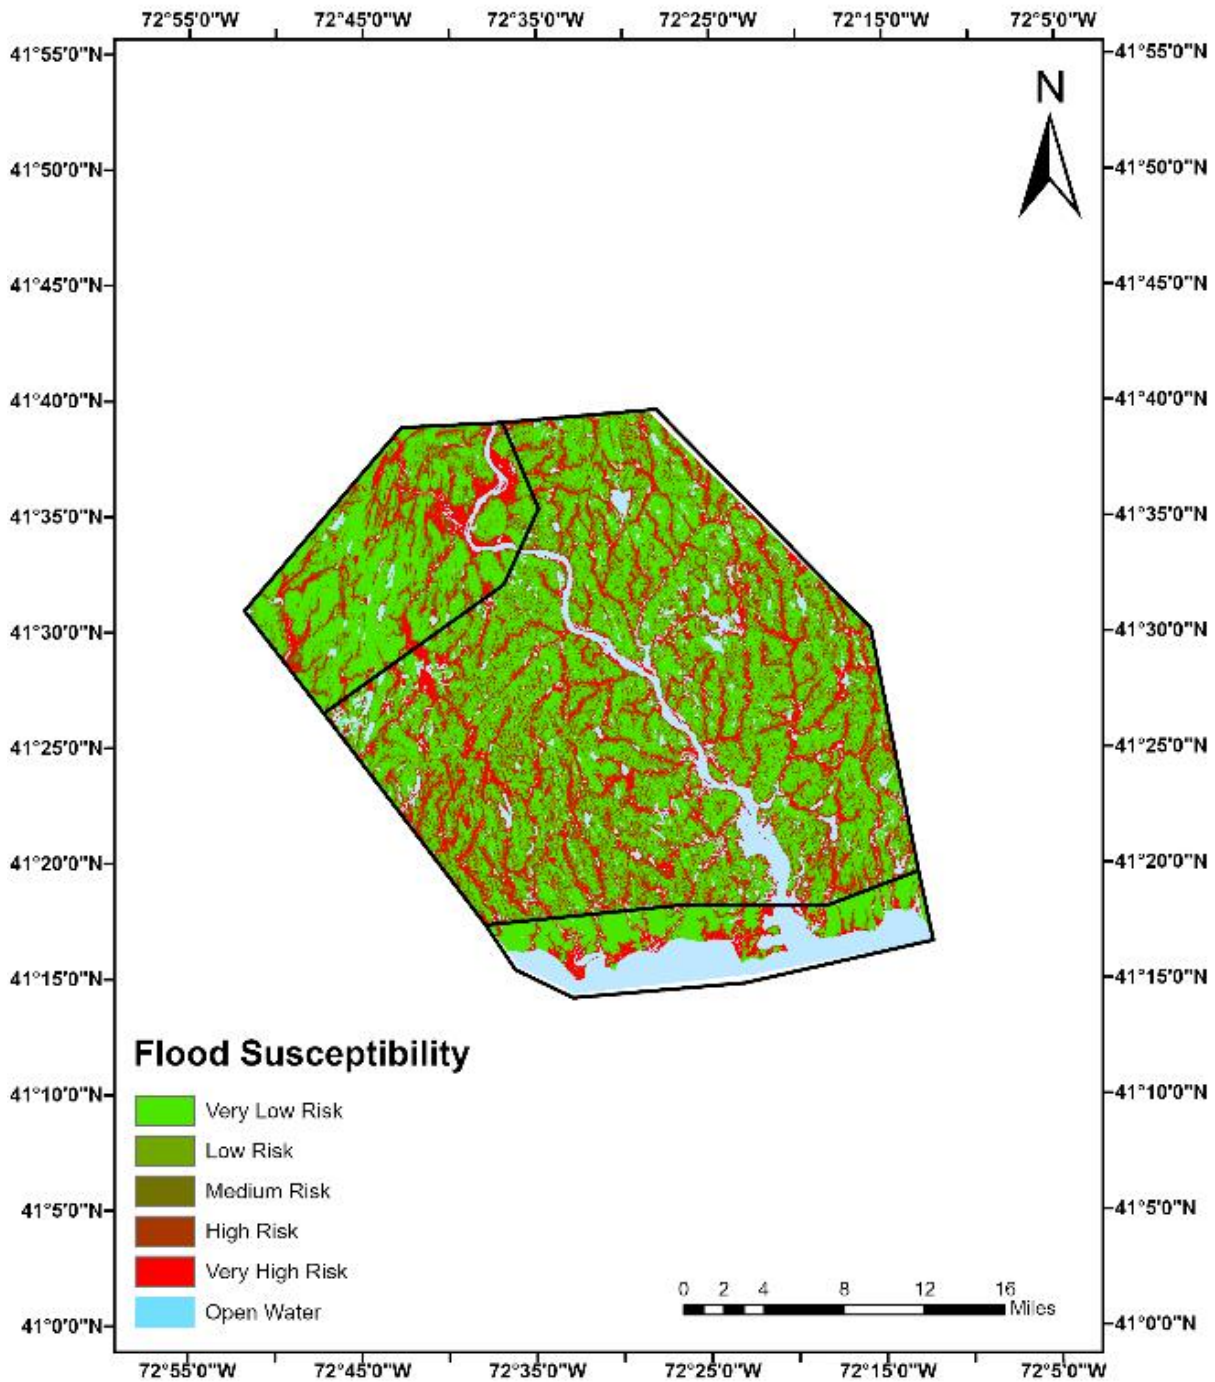 72°55'0"W 72°45'0"W 72°35'0"W 72°25'0"W 72°15'0"W 72°5'0"W
41°55'0"N 41°55'0"N
N
41°50'0"N 41°50'0"N
41°45'0"N 41°45'0"N
41°40'0"N 41°40'0"N
41°35'0"N 41°35'0"N
41°30'0"N 41°30'0"N
41°25'0"N 41°25'0"N
41°20'0"N 41°20'0"N
41°15'0"N 41°15'0"N
Flood Susceptibility
41°10'0"N 41°10'0"N
Very Low Risk
Low Risk
Medium Risk
41°5'0"N 41°5'0"N
High Risk
Very High Risk
0 2 4 8 12 16
Miles
Open Water
41°0'0"N 41°0'0"N
72°55'0"W 72°45'0"W 72°35'0"W 72°25'0"W 72°15'0"W 72°5'0"W